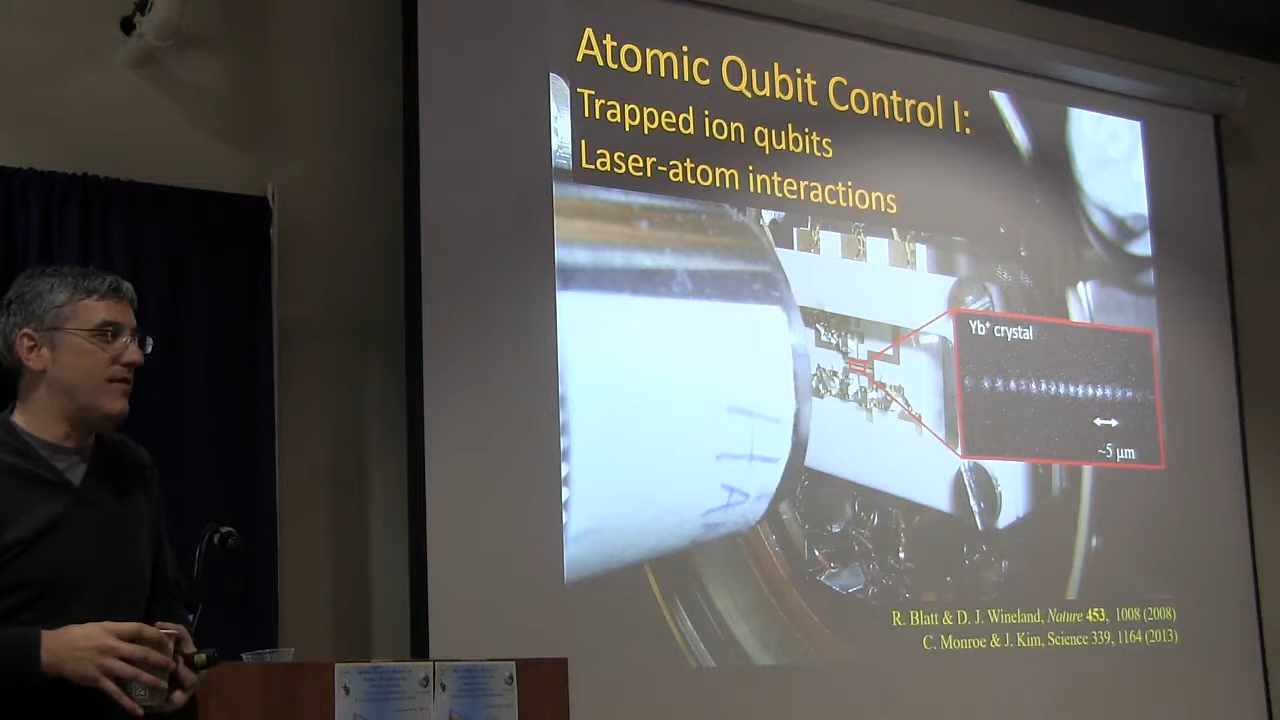 Atomic Qubit Control I:
Trapped ion qubits
Laser-atom interactions
Yb⁺ crystal
~5 μm
R. Blatt & D. J. Wineland, Nature 453, 1008 (2008)
C. Monroe & J. Kim, Science 339, 1164 (2013)